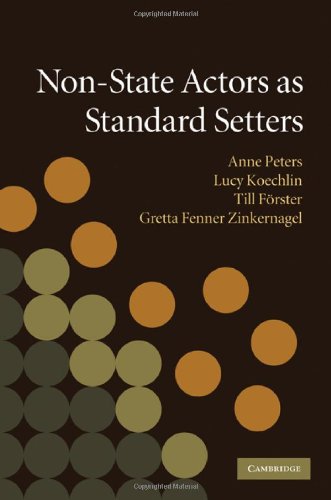 Non-State Actors as
Standard Setters
Anne Peters
Lucy Koechlin
Till Förster
Gretta Fenner Zinkernagel
CAMBRIDGE